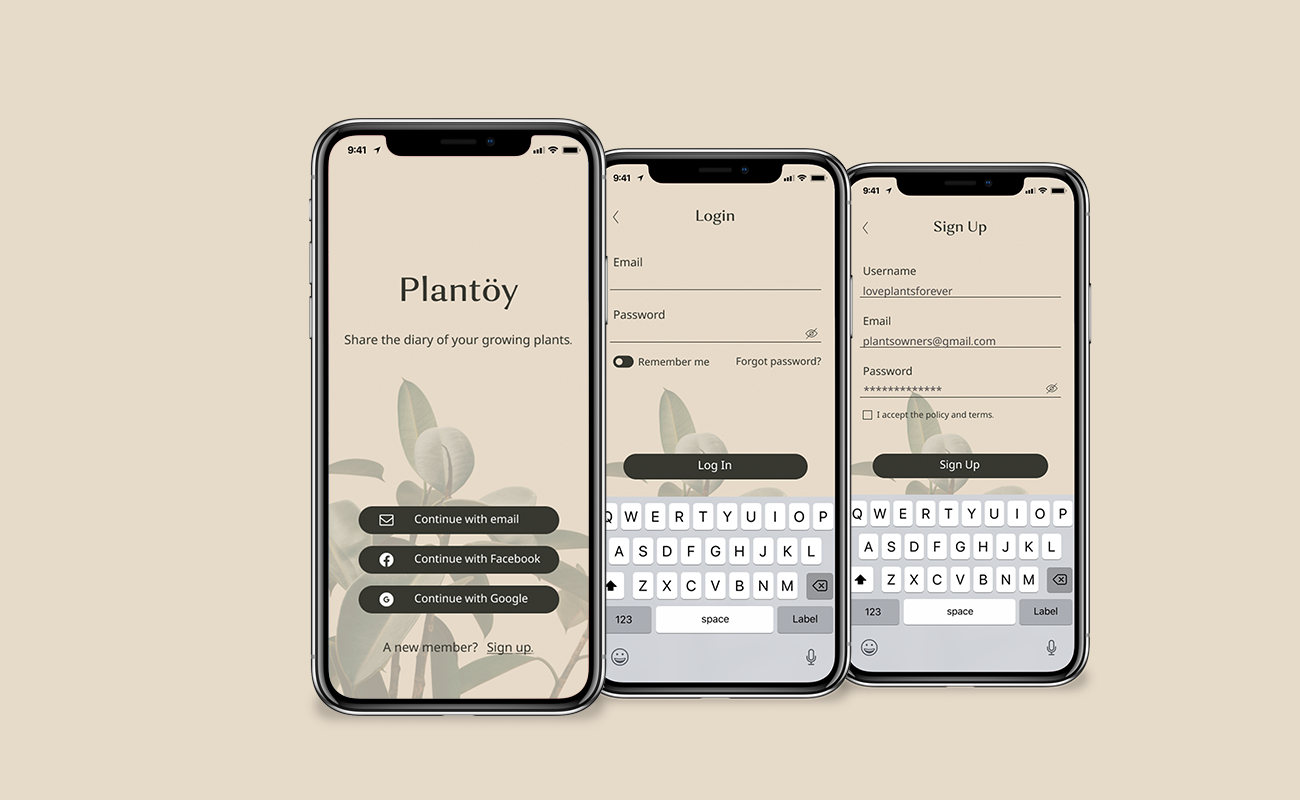 9:41
Plantöy
Share the diary of your growing plants.
Continue with email
Continue with Facebook
G Continue with Google
A new member? Sign up.
9:41
Login
Email
Password
Remember me Forgot password?
Log In
Q W E R T Y U I O P
A S D F G H J K L
Z X C V B N M
123 space Label
9:41
Sign Up
Username
loveplantsforever
Email
plantsowners@gmail.com
Password
*************
I accept the policy and terms.
Sign Up
Q W E R T Y U I O P
A S D F G H J K L
Z X C V B N M
123 space Label